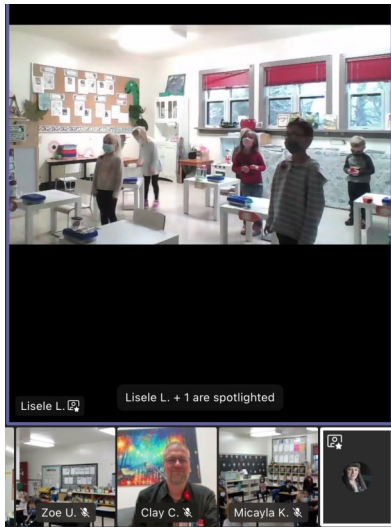 Lisele L.
Lisele L. + 1 are spotlighted
Zoe U.
Clay C.
Micayla K.